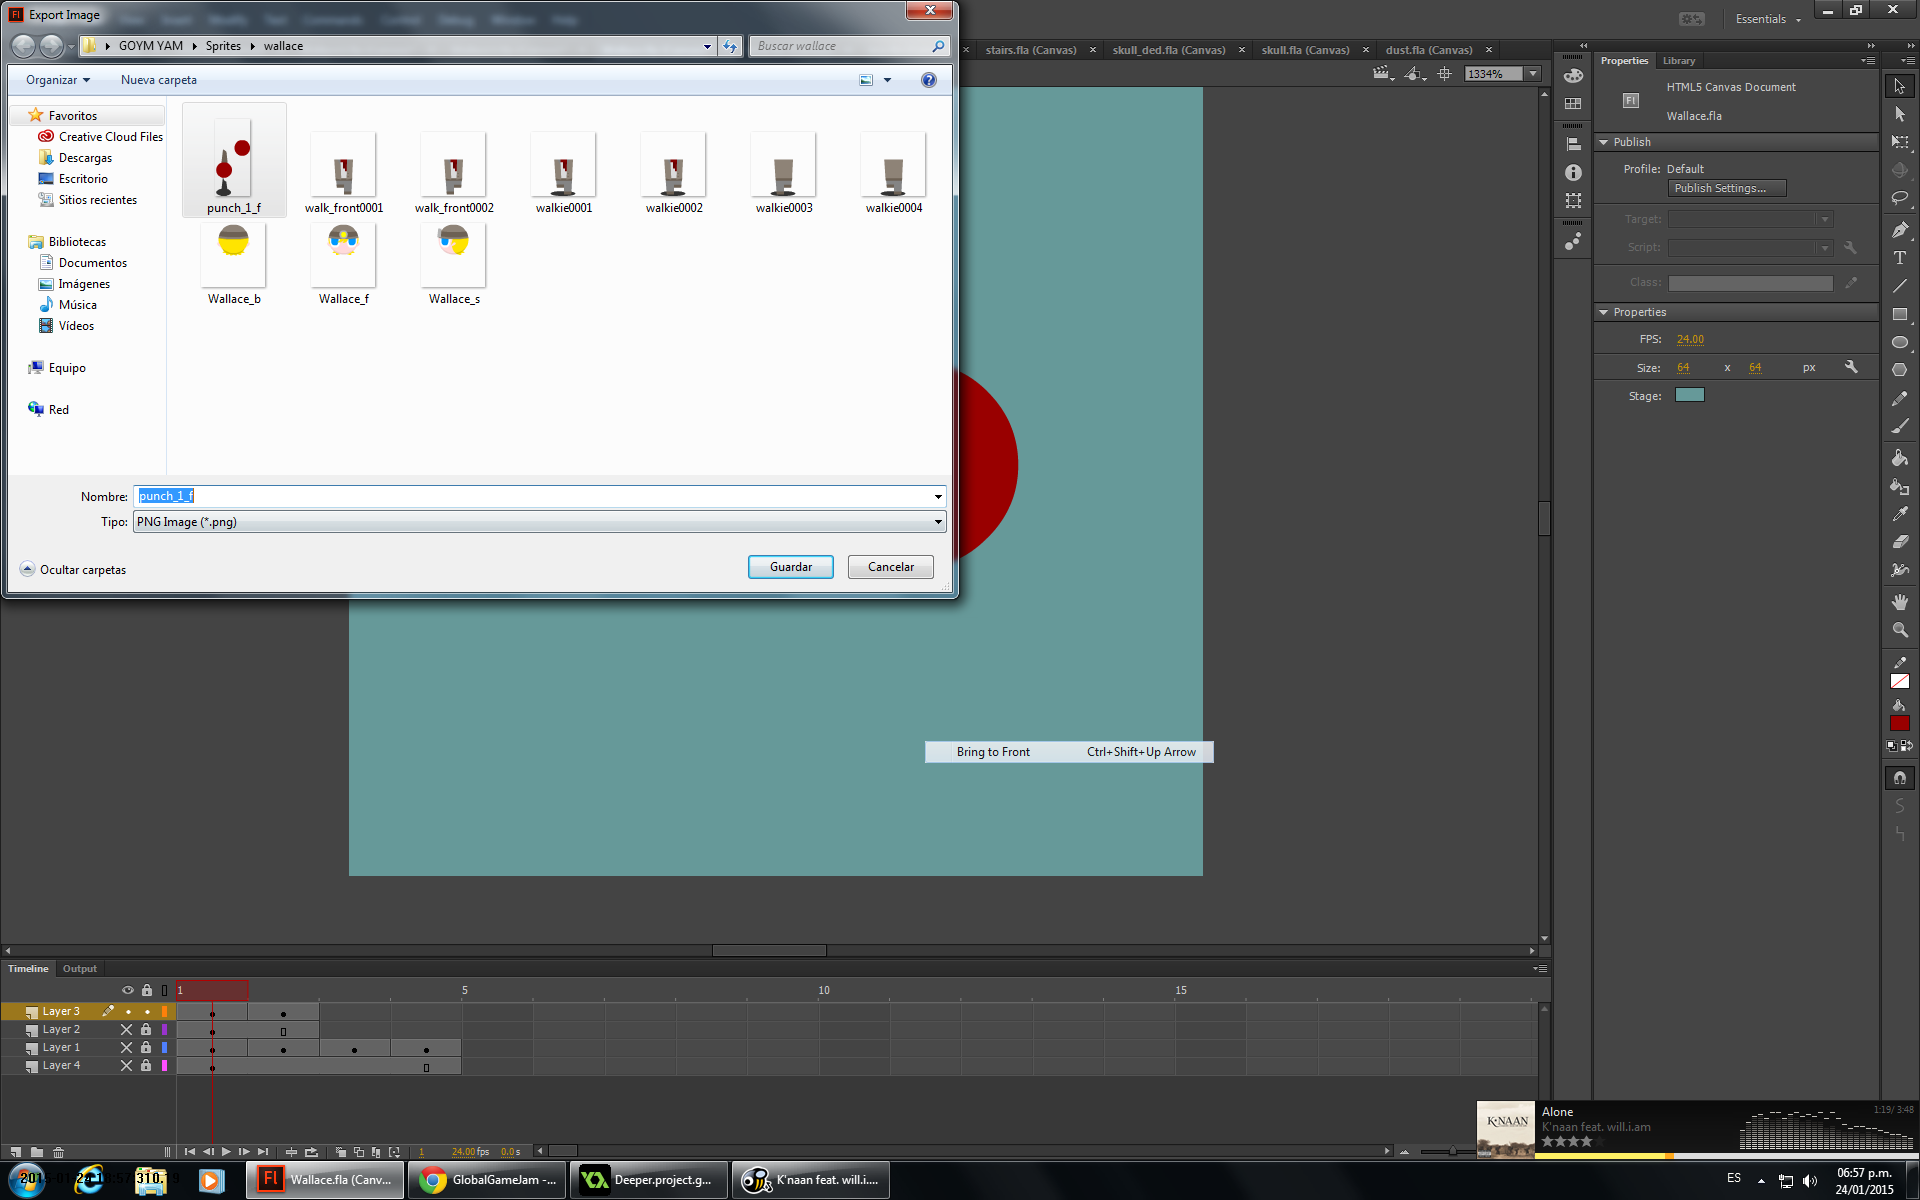 Export Image
GOYM YAM
Sprites
wallace
Buscar wallace
Organizar
Nueva carpeta
Favoritos
Creative Cloud Files
Descargas
Escritorio
Sitios recientes
Bibliotecas
Documentos
Imágenes
Música
Vídeos
Equipo
Red
punch_1_f
walk_front0001
walk_front0002
walkie0001
walkie0002
walkie0003
walkie0004
Wallace_b
Wallace_f
Wallace_s
Nombre: punch_1_f
Tipo: PNG Image (*.png)
Ocultar carpetas
Guardar
Cancelar
Essentials
stairs.fla (Canvas)
skull_ded.fla (Canvas)
skull.fla (Canvas)
dust.fla (Canvas)
1334%
Properties
Library
Fl
HTML5 Canvas Document
Wallace.fla
Publish
Profile: Default
Publish Settings...
Target:
Script:
Class:
Properties
FPS: 24.00
Size: 64 x 64 px
Stage:
Bring to Front Ctrl+Shift+Up Arrow
Timeline
Output
1 5 10 15
Layer 3
Layer 2
Layer 1
Layer 4
1 24.00 fps 0.0 s
K'NAAN
Alone
K'naan feat. will.i.am
1:19/ 3:48
Wallace.fla (Canv...
GlobalGameJam -...
Deeper.project.g...
K'naan feat. will.i....
ES
06:57 p.m.
24/01/2015